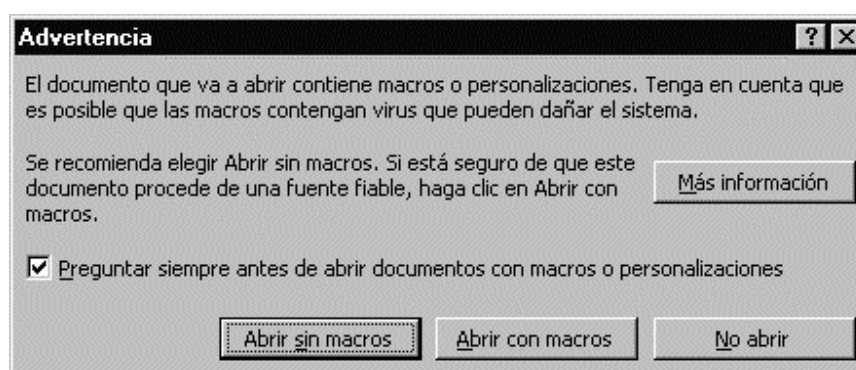 Advertencia
El documento que va a abrir contiene macros o personalizaciones. Tenga en cuenta que
es posible que las macros contengan virus que pueden dañar el sistema.
Se recomienda elegir Abrir sin macros. Si está seguro de que este
documento procede de una fuente fiable, haga clic en Abrir con
macros.
Más información
Preguntar siempre antes de abrir documentos con macros o personalizaciones
Abrir sin macros Abrir con macros No abrir